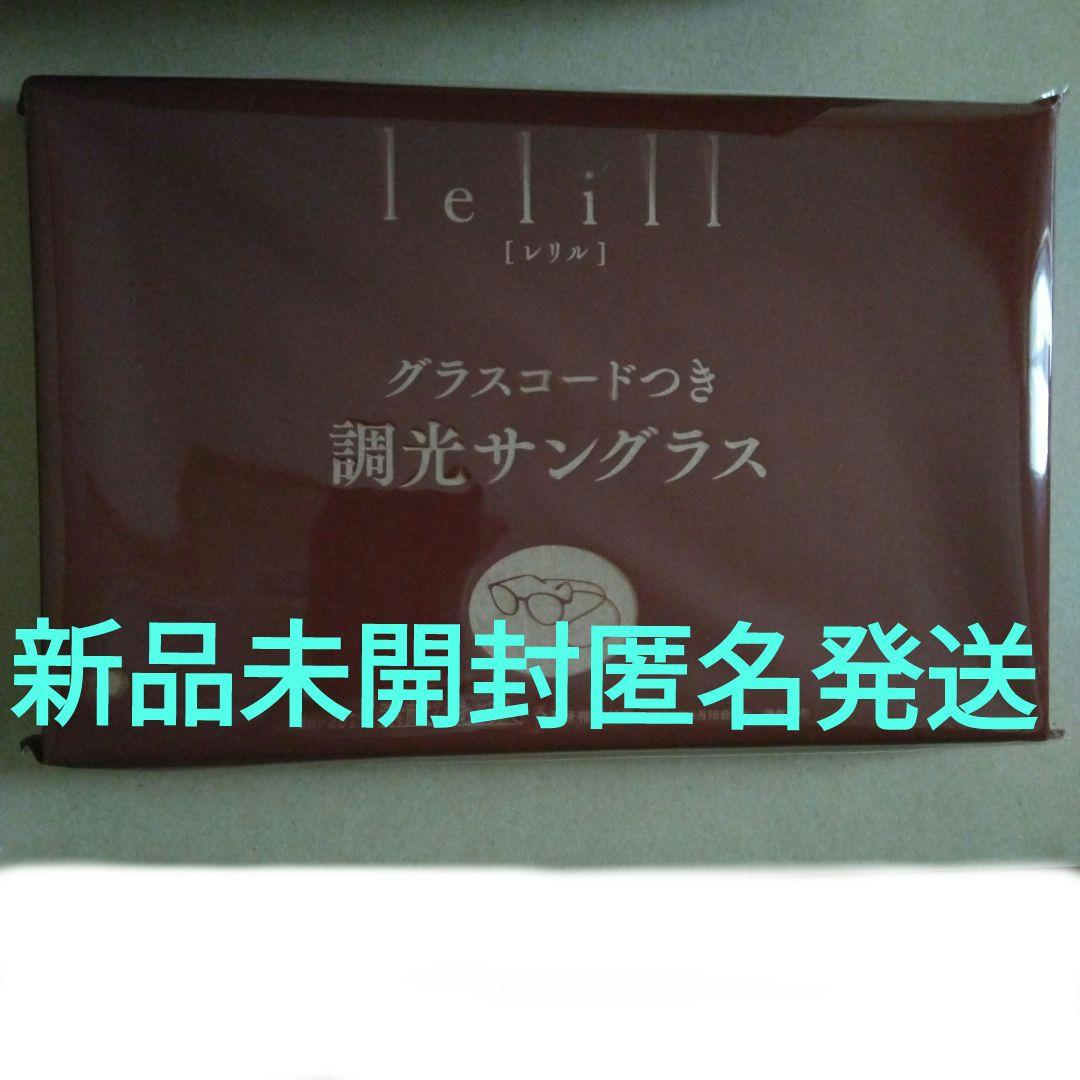 lelill
[レリル]
グラスコードつき
調光サングラス
新品未開封匿名発送